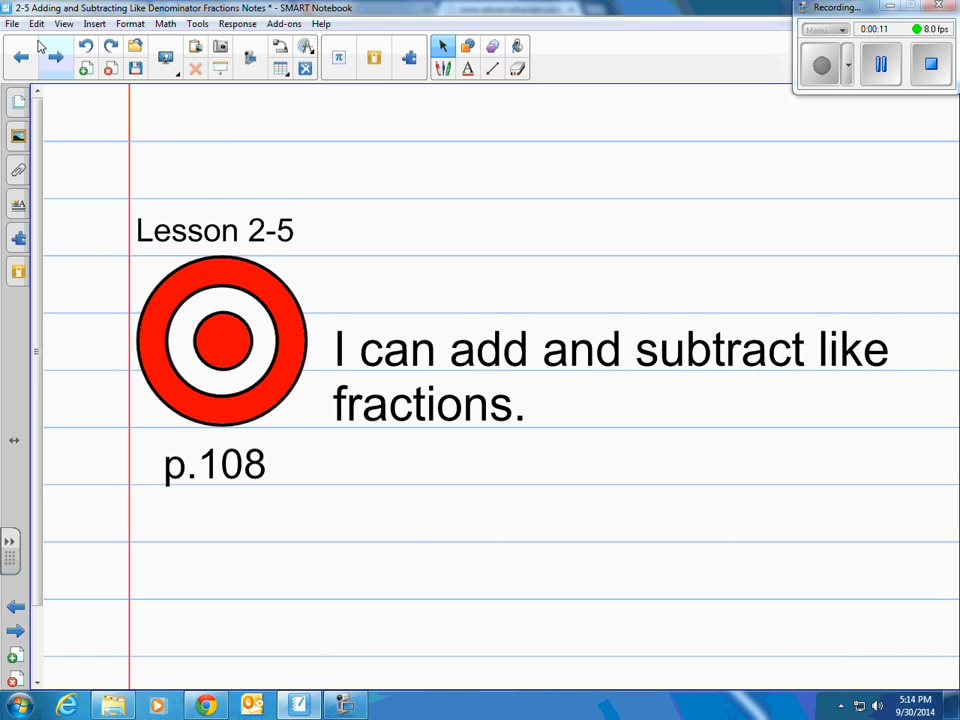 2-5 Adding and Subtracting Like Denominator Fractions Notes * - SMART Notebook
Recording...
File Edit View Insert Format Math Tools Response Add-ons Help
Menu 0:00:11 8.0 fps
Lesson 2-5
I can add and subtract like
fractions.
p.108
5:14 PM
9/30/2014